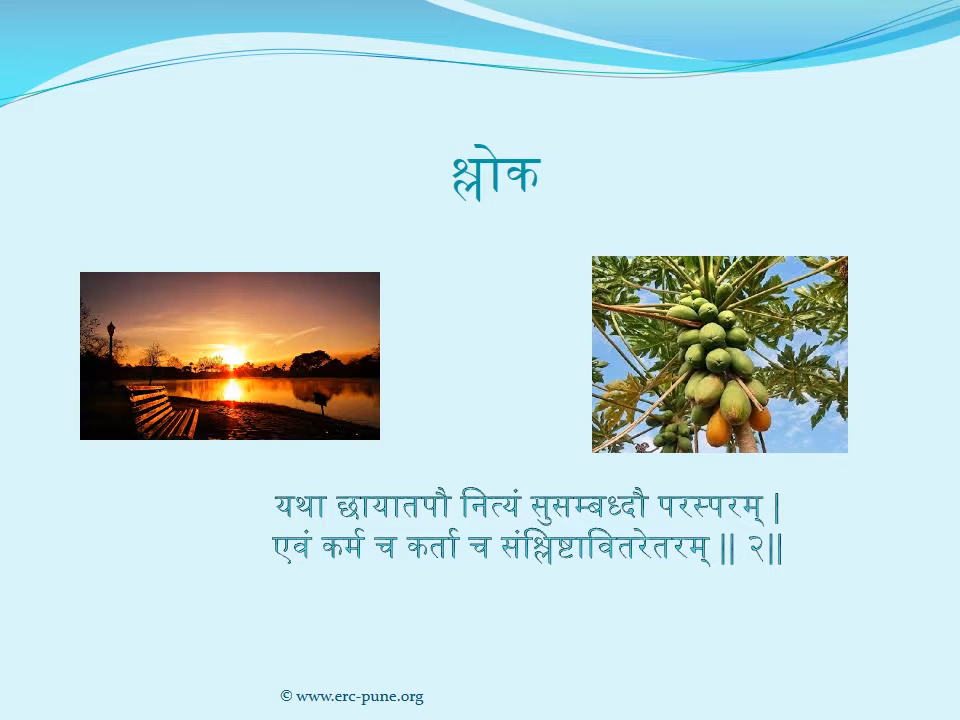 श्लोक
यथा छायातपौ नित्यं सुसम्बध्दौ परस्परम् |
एवं कर्म च कर्ता च संश्लिष्टावितरेतरम् || २||
© www.erc-pune.org